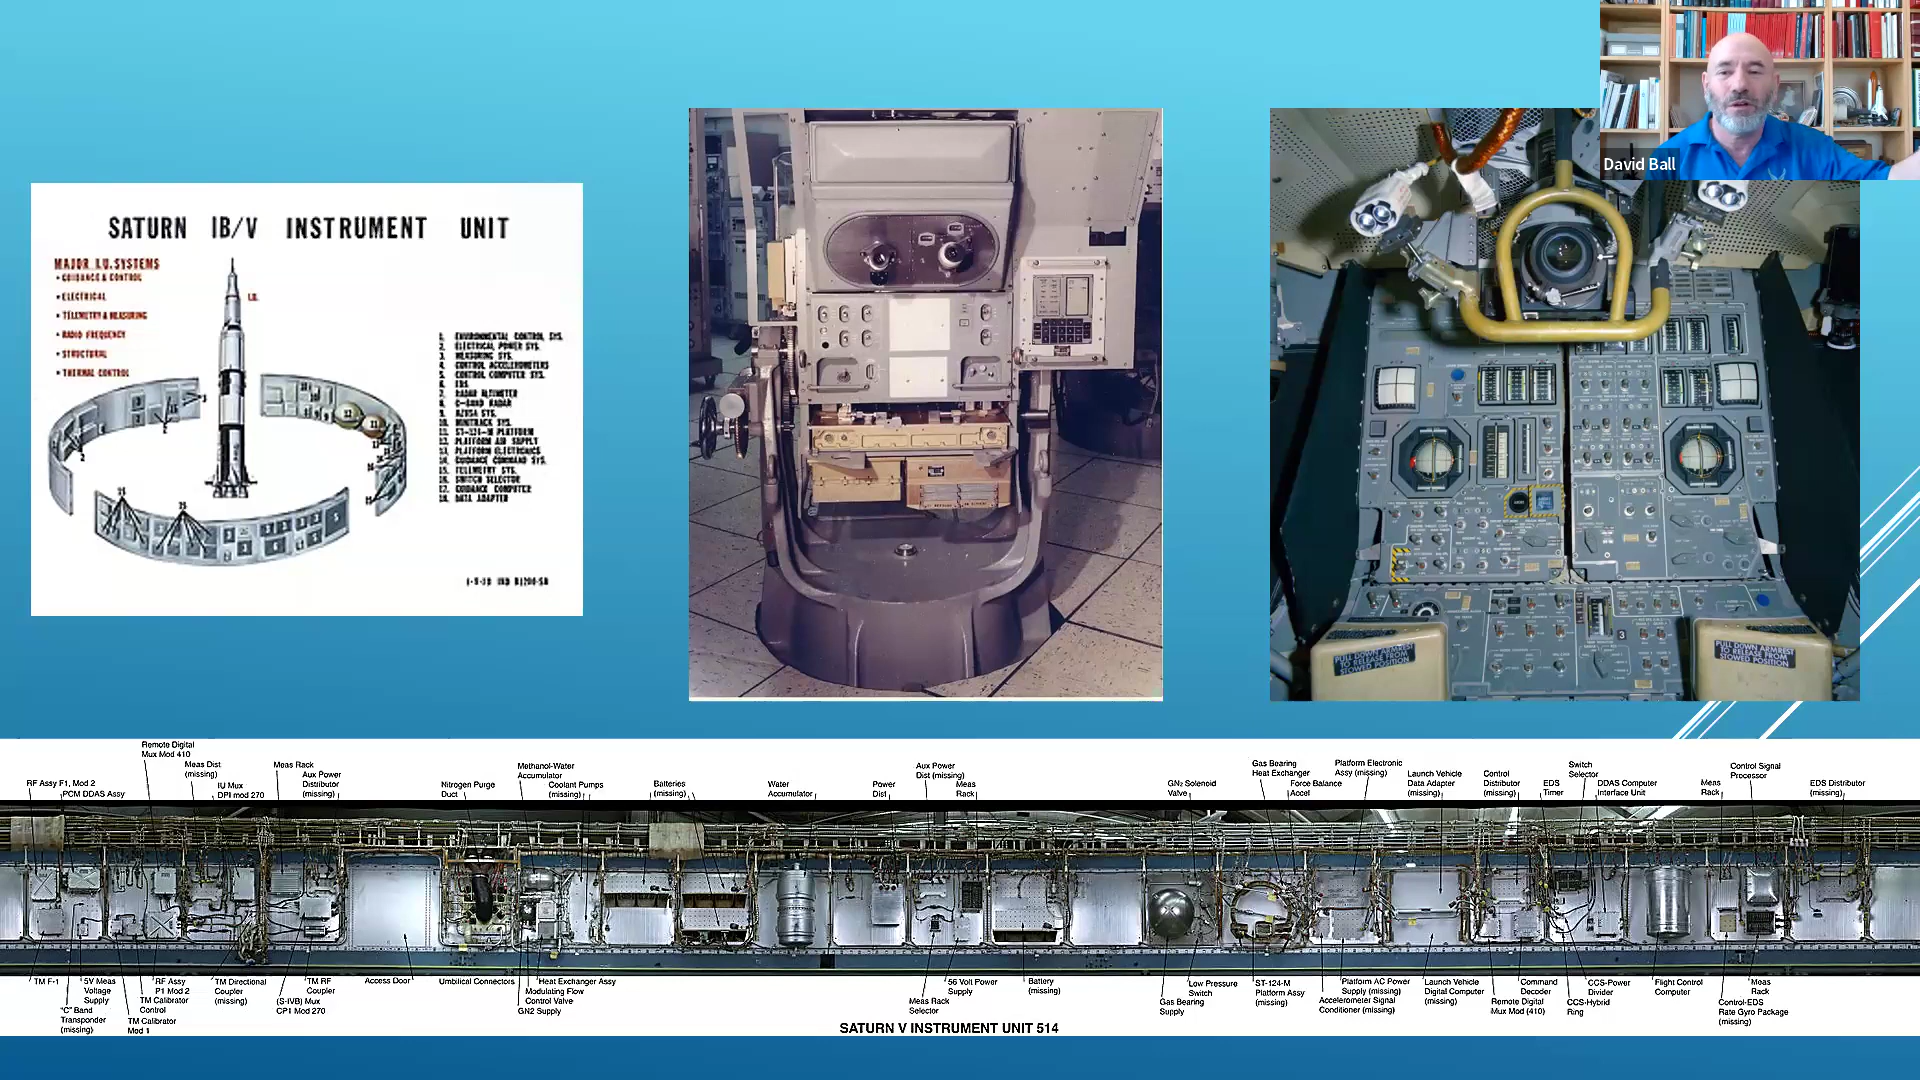 David Ball
SATURN IB/V INSTRUMENT UNIT
MAJOR I.U. SYSTEMS
• GUIDANCE & CONTROL
• ELECTRICAL
• TELEMETRY & MEASURING
• RADIO FREQUENCY
• STRUCTURAL
• THERMAL CONTROL
I.U.
1. ENVIRONMENTAL CONTROL SYS.
2. ELECTRICAL POWER SYS.
3. MEASURING SYS.
4. CONTROL ACCELEROMETERS
5. CONTROL COMPUTER SYS.
6. EDS
7. RADAR ALTIMETER
8. C-BAND RADAR
9. AZUSA SYS.
10. MINITRACK SYS.
11. ST-124-M PLATFORM
12. PLATFORM AIR SUPPLY
13. PLATFORM ELECTRONICS
14. GUIDANCE COMMAND SYS.
15. TELEMETRY SYS.
16. SWITCH SELECTOR
17. GUIDANCE COMPUTER
18. DATA ADAPTER
PULL DOWN ARMREST
TO RELEASE FROM
STOWED POSITION
PULL DOWN ARMREST
TO RELEASE FROM
STOWED POSITION
RF Assy F1, Mod 2
PCM DDAS Assy
Remote Digital
Mux Mod 410
Meas Dist
(missing)
IU Mux
DPI mod 270
Meas Rack
Aux Power
Distributor
(missing)
Nitrogen Purge
Duct
Methanol-Water
Accumulator
Coolant Pumps
(missing)
Batteries
(missing)
Water
Accumulator
Power
Dist
Aux Power
Dist (missing)
Meas
Rack
GN2 Solenoid
Valve
Gas Bearing
Heat Exchanger
Force Balance
Accel
Platform Electronic
Assy (missing)
Launch Vehicle
Data Adapter
(missing)
Control
Distributor
(missing)
EDS
Timer
Switch
Selector
DDAS Computer
Interface Unit
Meas
Rack
Control Signal
Processor
EDS Distributor
(missing)
TM F-1
"C" Band
Transponder
(missing)
5V Meas
Voltage
Supply
TM Calibrator
Mod 1
TM Calibrator
Control
RF Assy
P1 Mod 2
TM Directional
Coupler
(missing)
(S-IVB) Mux
CP1 Mod 270
TM RF
Coupler
Access Door
Umbilical Connectors
GN2 Supply
Modulating Flow
Control Valve
Heat Exchanger Assy
Meas Rack
Selector
56 Volt Power
Supply
Battery
(missing)
Gas Bearing
Supply
Low Pressure
Switch
ST-124-M
Platform Assy
(missing)
Accelerometer Signal
Conditioner (missing)
Platform AC Power
Supply (missing)
Launch Vehicle
Digital Computer
(missing)
Remote Digital
Mux Mod (410)
Command
Decoder
CCS-Hybrid
Ring
CCS-Power
Divider
Flight Control
Computer
Control-EDS
Rate Gyro Package
(missing)
Meas
Rack
SATURN V INSTRUMENT UNIT 514